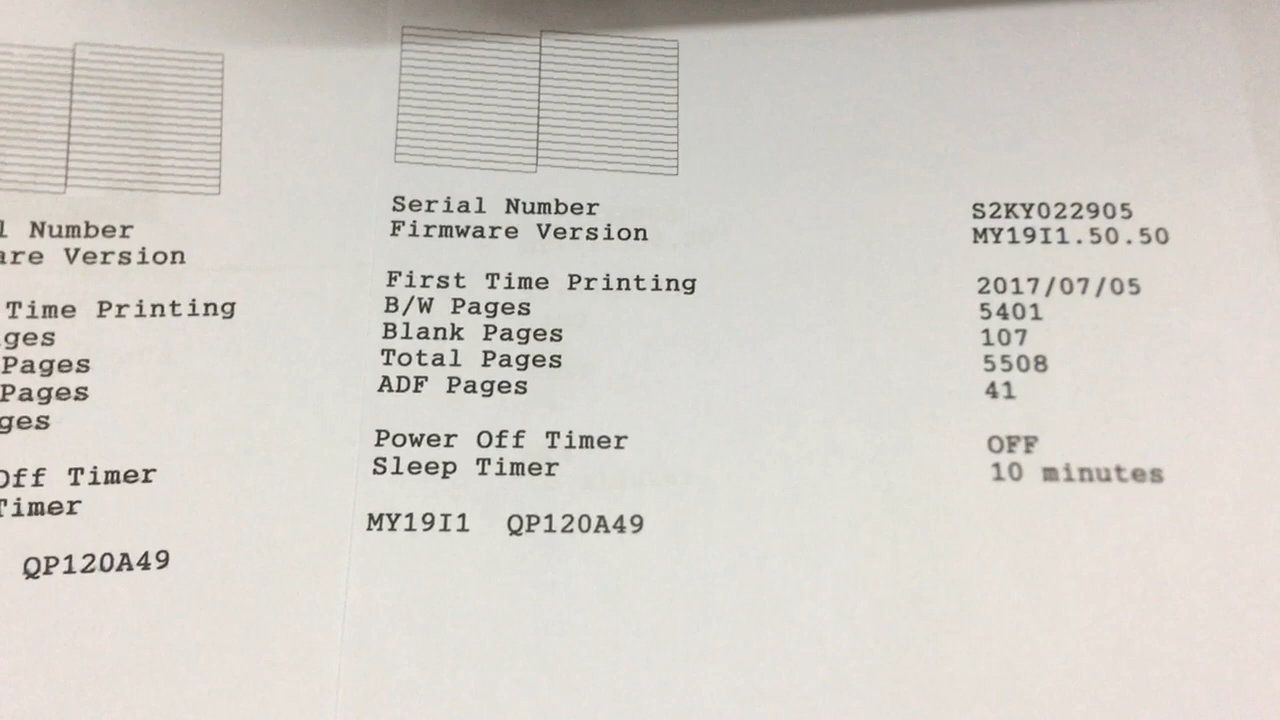 l Number
are Version
Time Printing
ges
Pages
Pages
ges
Off Timer
Timer
QP120A49
Serial Number S2KY022905
Firmware Version MY19I1.50.50
First Time Printing 2017/07/05
B/W Pages 5401
Blank Pages 107
Total Pages 5508
ADF Pages 41
Power Off Timer OFF
Sleep Timer 10 minutes
MY19I1 QP120A49